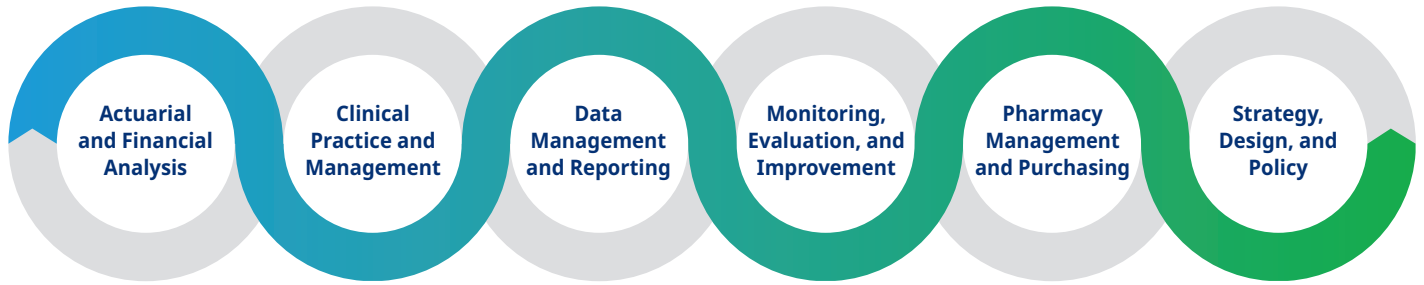 Actuarial
and Financial
Analysis
Clinical
Practice and
Management
Data
Management
and Reporting
Monitoring,
Evaluation, and
Improvement
Pharmacy
Management
and Purchasing
Strategy,
Design, and
Policy